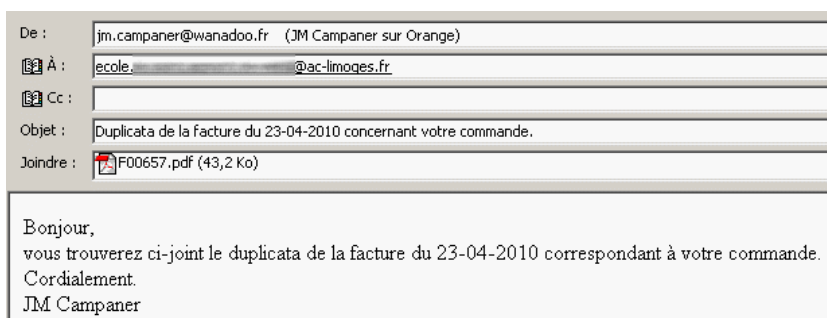 De : jm.campaner@wanadoo.fr (JM Campaner sur Orange)
À : ecole. @ac-limoges.fr
Cc :
Objet : Duplicata de la facture du 23-04-2010 concernant votre commande.
Joindre : F00657.pdf (43,2 Ko)
Bonjour,
vous trouverez ci-joint le duplicata de la facture du 23-04-2010 correspondant à votre commande.
Cordialement.
JM Campaner